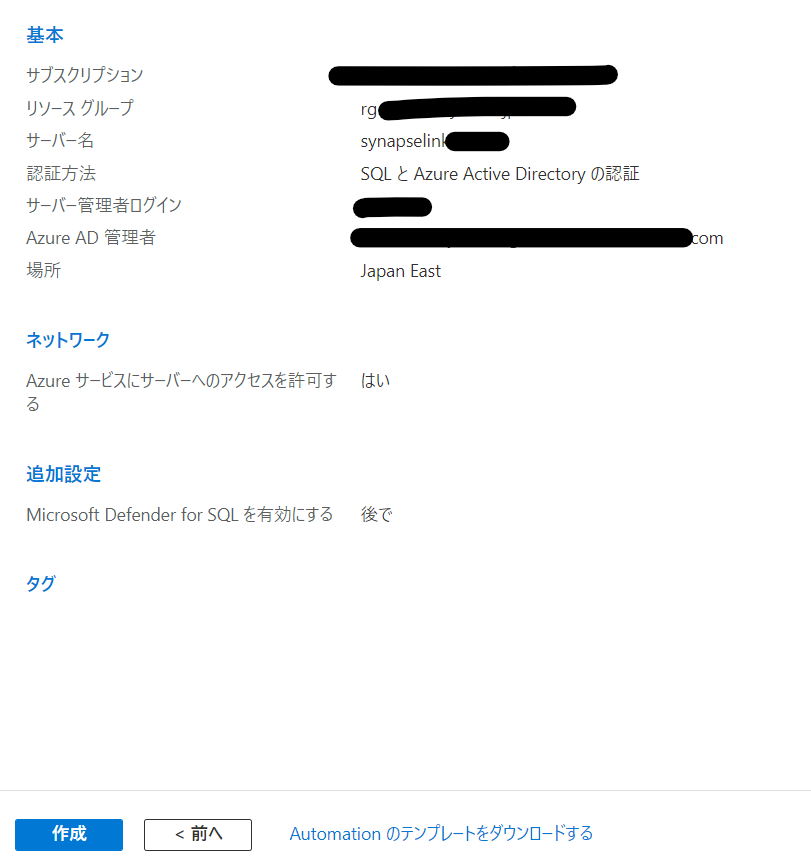 基本
サブスクリプション
リソース グループ rg
サーバー名 synapselink
認証方法 SQL と Azure Active Directory の認証
サーバー管理者ログイン
Azure AD 管理者 com
場所 Japan East
ネットワーク
Azure サービスにサーバーへのアクセスを許可す はい
る
追加設定
Microsoft Defender for SQL を有効にする 後で
タグ
作成 < 前へ Automation のテンプレートをダウンロードする